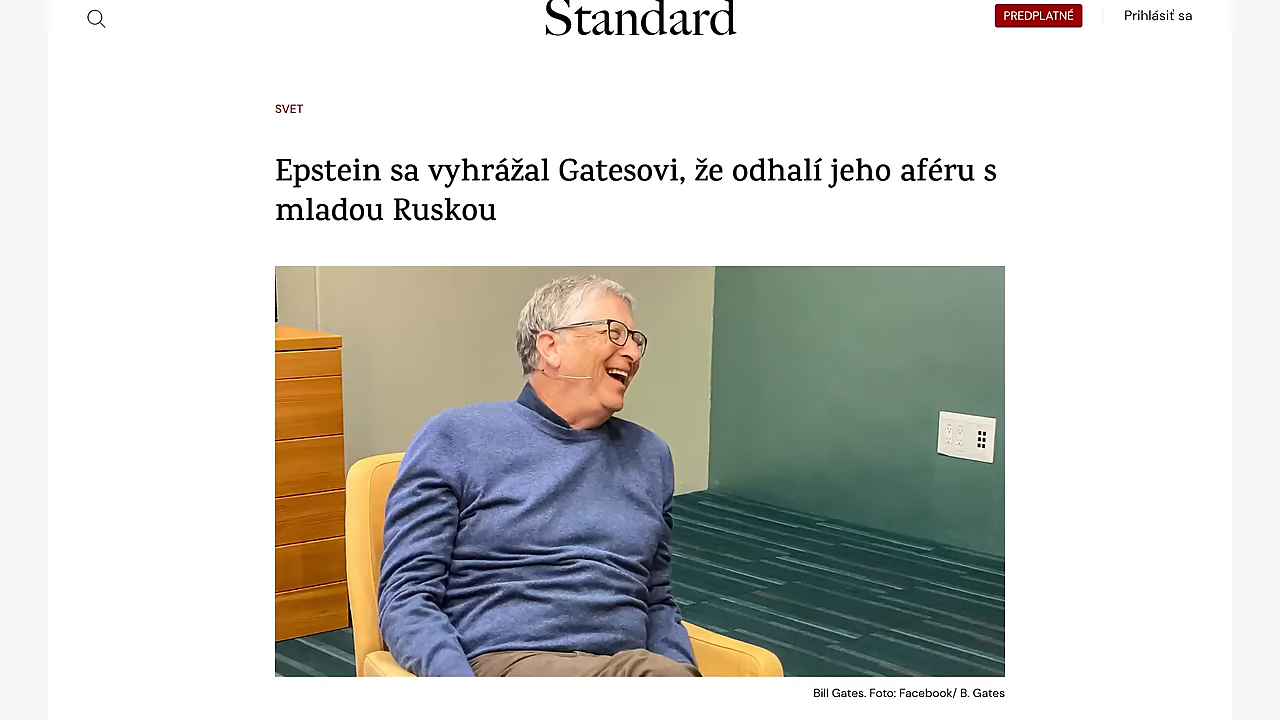 Standard
PREDPLATNÉ
Prihlásiť sa
SVET
Epstein sa vyhrážal Gatesovi, že odhalí jeho aféru s
mladou Ruskou
Bill Gates. Foto: Facebook/ B. Gates